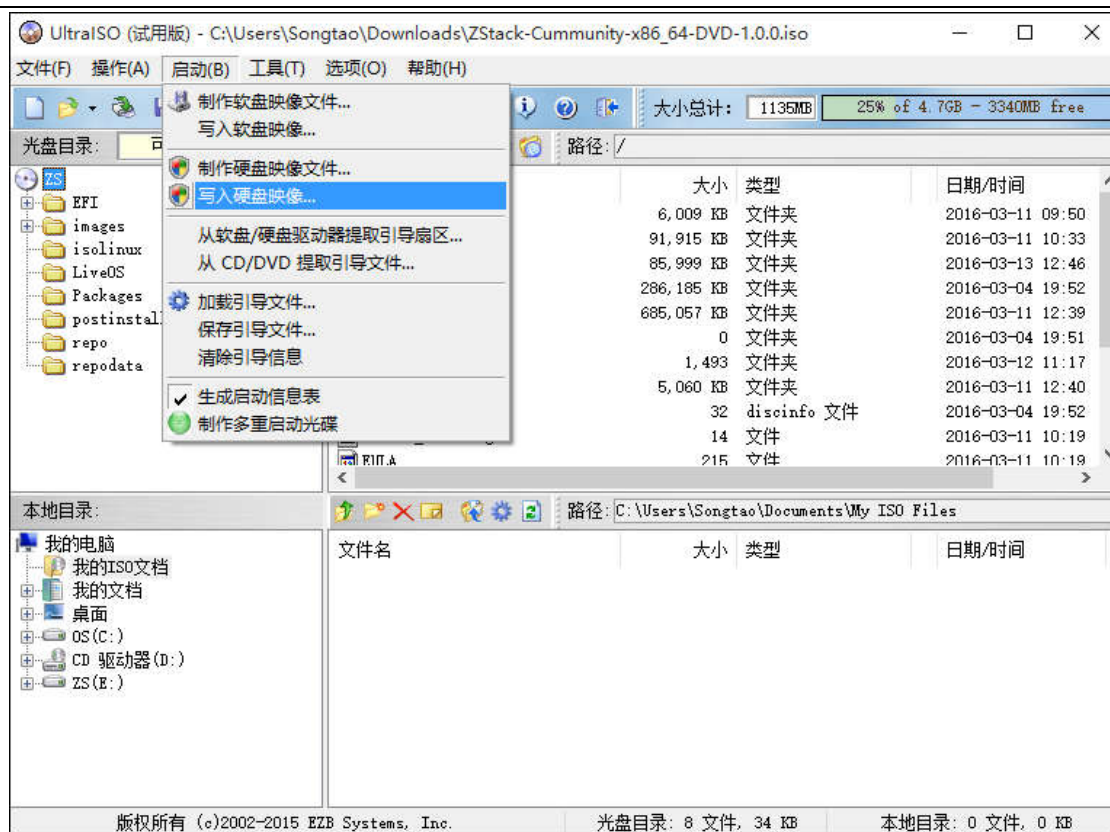 UltraISO (试用版) - C:\Users\Songtao\Downloads\ZStack-Cummunity-x86_64-DVD-1.0.0.iso
文件(F) 操作(A) 启动(B) 工具(T) 选项(O) 帮助(H)
大小总计: 1135MB 25% of 4.7GB - 3340MB free
光盘目录: 路径: /
制作软盘映像文件...
写入软盘映像...
制作硬盘映像文件...
写入硬盘映像...
从软盘/硬盘驱动器提取引导扇区...
从 CD/DVD 提取引导文件...
加载引导文件...
保存引导文件...
清除引导信息
生成启动信息表
制作多重启动光碟
ZS
EFI
images
isolinux
LiveOS
Packages
postinstall
repo
repodata
大小 类型 日期/时间
6,009 KB 文件夹 2016-03-11 09:50
91,915 KB 文件夹 2016-03-11 10:33
85,999 KB 文件夹 2016-03-13 12:46
286,185 KB 文件夹 2016-03-04 19:52
685,057 KB 文件夹 2016-03-11 12:39
0 文件夹 2016-03-04 19:51
1,493 文件夹 2016-03-12 11:17
5,060 KB 文件夹 2016-03-11 12:40
32 discinfo 文件 2016-03-04 19:52
14 文件 2016-03-11 10:19
EULA 215 文件 2016-03-11 10:19
本地目录: 路径: C:\Users\Songtao\Documents\My ISO Files
我的电脑
我的ISO文档
我的文档
桌面
OS(C:)
CD 驱动器(D:)
ZS(E:)
文件名 大小 类型 日期/时间
版权所有 (c)2002-2015 EZB Systems, Inc. 光盘目录: 8 文件, 34 KB 本地目录: 0 文件, 0 KB